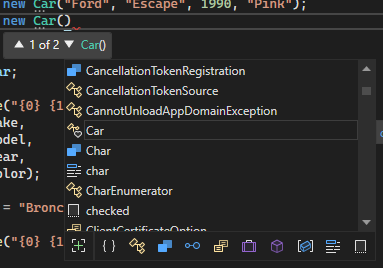 new Car("Ford", "Escape", 1990, "Pink");
new Car()
▲ 1 of 2 ▼ Car()
ar;
CancellationTokenRegistration
CancellationTokenSource
e("{0} {1
CannotUnloadAppDomainException
ake,
Car
odel,
Char
ear,
char
olor);
CharEnumerator
= "Bronc
checked
ClientCertificateOption
e("{0} {1
{ }